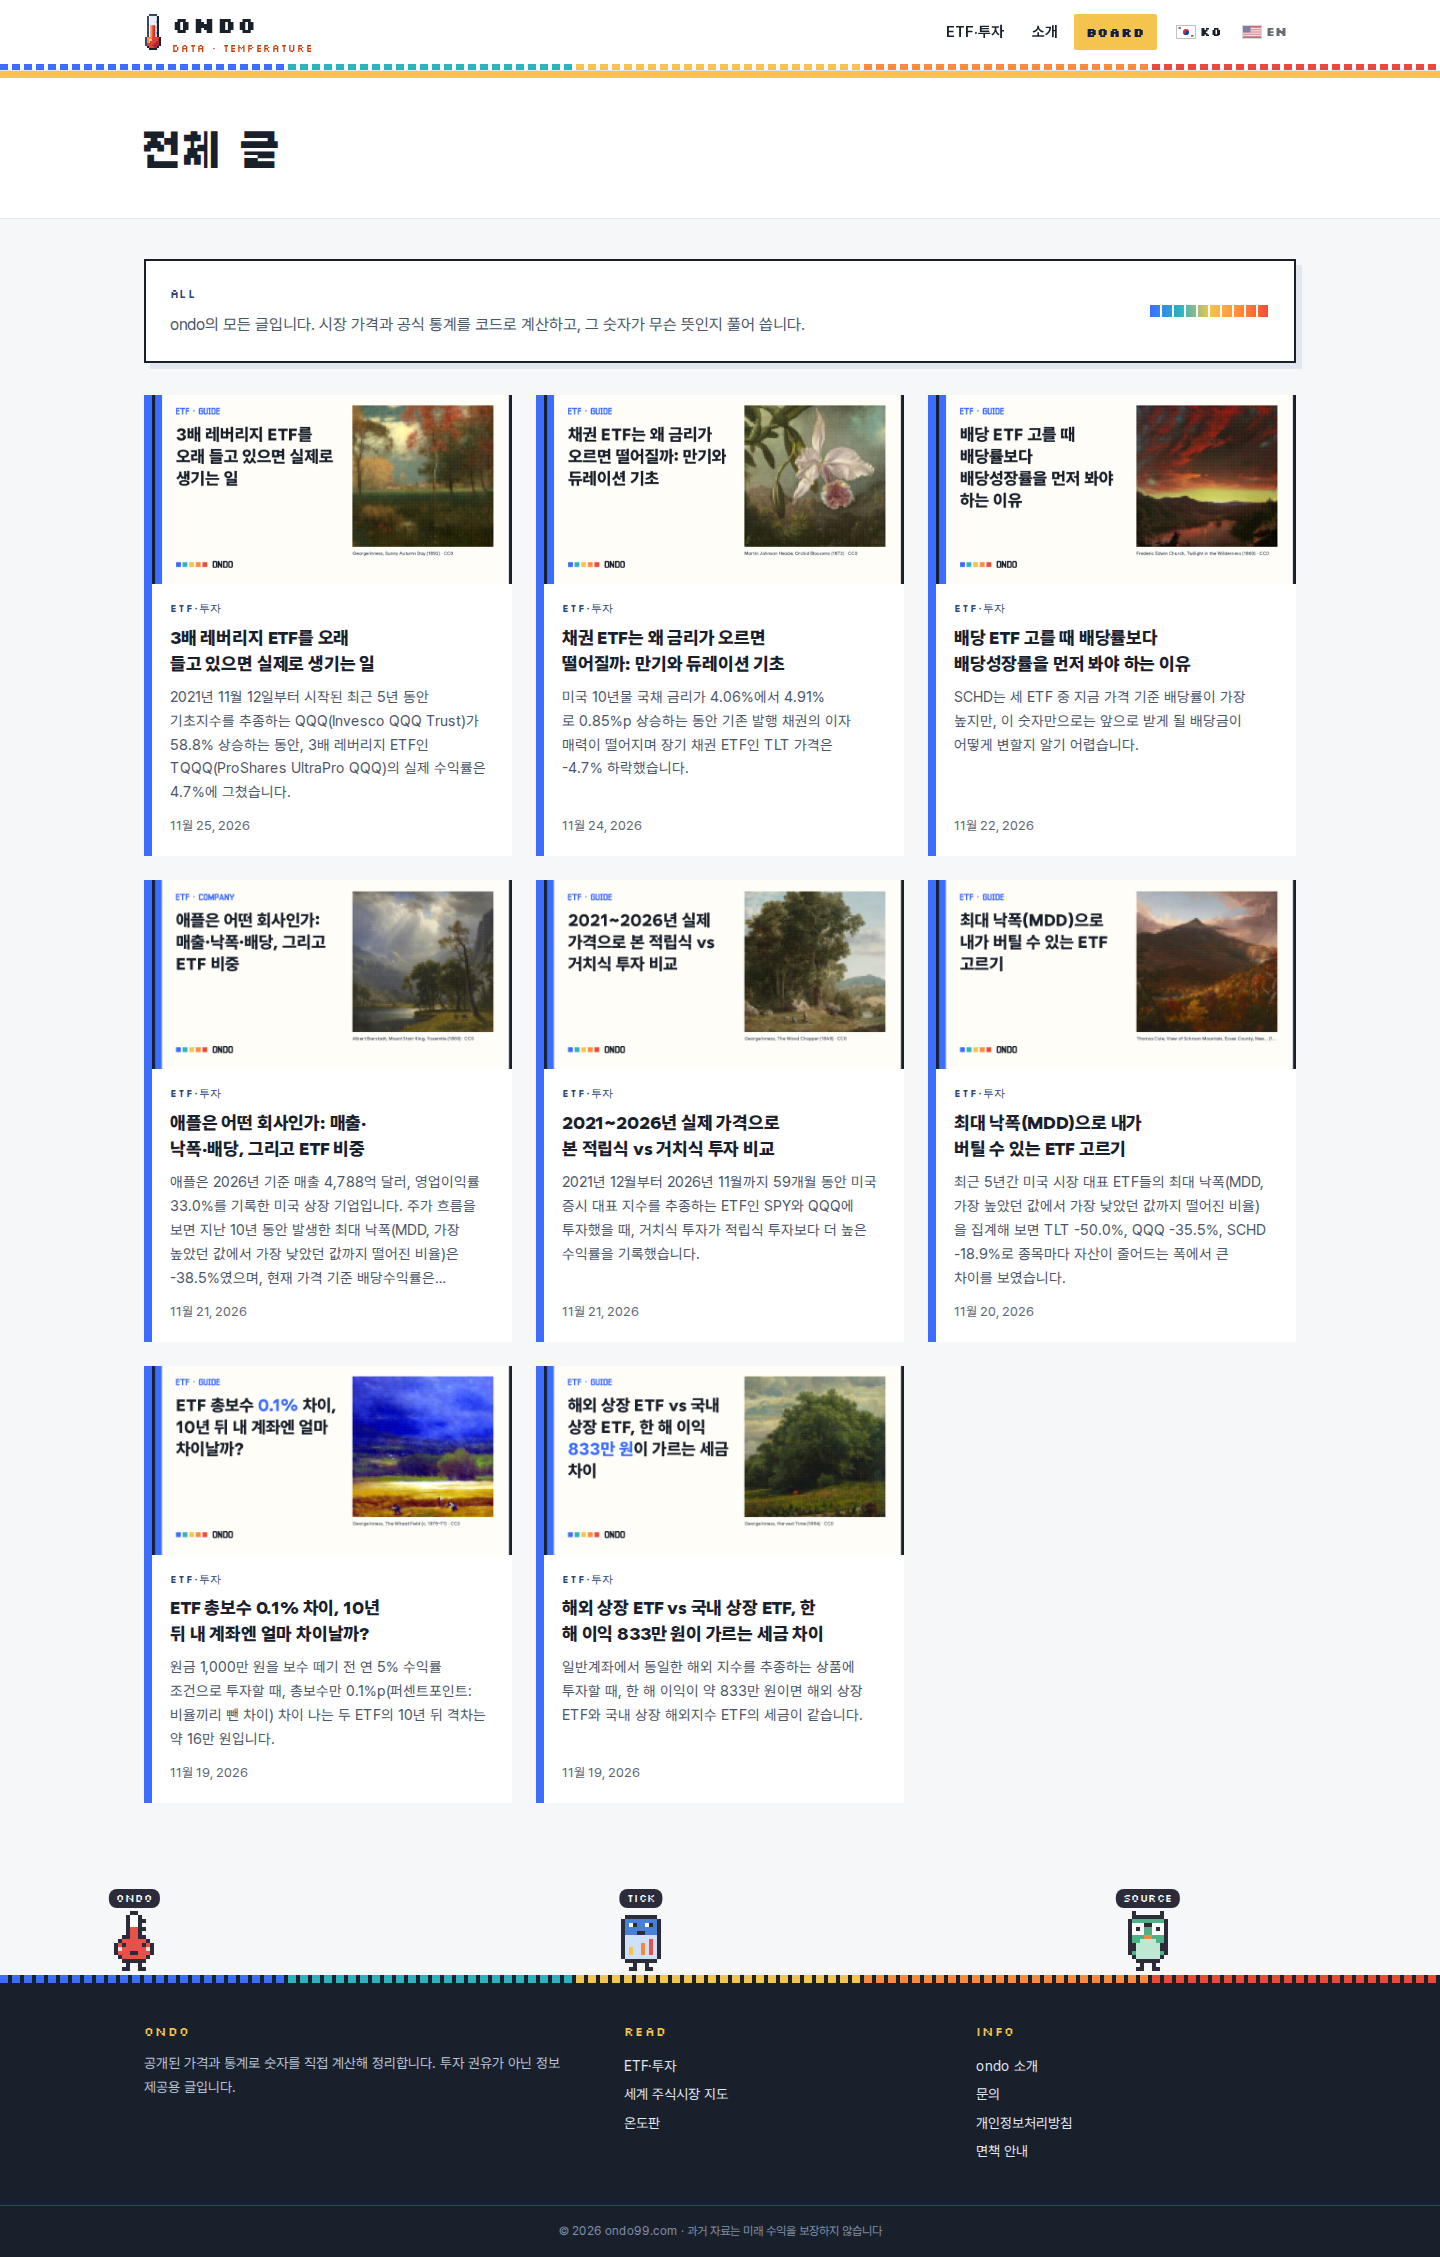 ONDO
DATA · TEMPERATURE
ETF·투자
소개
BOARD
KO
EN
전체 글
ALL
ondo의 모든 글입니다. 시장 가격과 공식 통계를 코드로 계산하고, 그 숫자가 무슨 뜻인지 풀어 씁니다.
ETF · GUIDE
3배 레버리지 ETF를
오래 들고 있으면 실제로
생기는 일
George Inness, Sunny Autumn Day (1892) · CC0
ONDO
ETF·투자
3배 레버리지 ETF를 오래
들고 있으면 실제로 생기는 일
2021년 11월 12일부터 시작된 최근 5년 동안
기초지수를 추종하는 QQQ(Invesco QQQ Trust)가
58.8% 상승하는 동안, 3배 레버리지 ETF인
TQQQ(ProShares UltraPro QQQ)의 실제 수익률은
4.7%에 그쳤습니다.
11월 25, 2026
ETF · GUIDE
채권 ETF는 왜 금리가
오르면 떨어질까: 만기와
듀레이션 기초
Martin Johnson Heade, Orchid Blossoms (1873) · CC0
ONDO
ETF·투자
채권 ETF는 왜 금리가 오르면
떨어질까: 만기와 듀레이션 기초
미국 10년물 국채 금리가 4.06%에서 4.91%
로 0.85%p 상승하는 동안 기존 발행 채권의 이자
매력이 떨어지며 장기 채권 ETF인 TLT 가격은
-4.7% 하락했습니다.
11월 24, 2026
ETF · GUIDE
배당 ETF 고를 때
배당률보다
배당성장률을 먼저 봐야
하는 이유
Frederic Edwin Church, Twilight in the Wilderness (1860) · CC0
ONDO
ETF·투자
배당 ETF 고를 때 배당률보다
배당성장률을 먼저 봐야 하는 이유
SCHD는 세 ETF 중 지금 가격 기준 배당률이 가장
높지만, 이 숫자만으로는 앞으로 받게 될 배당금이
어떻게 변할지 알기 어렵습니다.
11월 22, 2026
ETF · COMPANY
애플은 어떤 회사인가:
매출·낙폭·배당, 그리고
ETF 비중
Albert Bierstadt, Mount Starr King, Yosemite (1866) · CC0
ONDO
ETF·투자
애플은 어떤 회사인가: 매출·
낙폭·배당, 그리고 ETF 비중
애플은 2026년 기준 매출 4,788억 달러, 영업이익률
33.0%를 기록한 미국 상장 기업입니다. 주가 흐름을
보면 지난 10년 동안 발생한 최대 낙폭(MDD, 가장
높았던 값에서 가장 낮았던 값까지 떨어진 비율)은
-38.5%였으며, 현재 가격 기준 배당수익률은…
11월 21, 2026
ETF · GUIDE
2021~2026년 실제
가격으로 본 적립식 vs
거치식 투자 비교
George Inness, The Wood Chopper (1849) · CC0
ONDO
ETF·투자
2021~2026년 실제 가격으로
본 적립식 vs 거치식 투자 비교
2021년 12월부터 2026년 11월까지 59개월 동안 미국
증시 대표 지수를 추종하는 ETF인 SPY와 QQQ에
투자했을 때, 거치식 투자가 적립식 투자보다 더 높은
수익률을 기록했습니다.
11월 21, 2026
ETF · GUIDE
최대 낙폭(MDD)으로
내가 버틸 수 있는 ETF
고르기
Thomas Cole, View of Schroon Mountain, Essex County, New… (1…
ONDO
ETF·투자
최대 낙폭(MDD)으로 내가
버틸 수 있는 ETF 고르기
최근 5년간 미국 시장 대표 ETF들의 최대 낙폭(MDD,
가장 높았던 값에서 가장 낮았던 값까지 떨어진 비율)
을 집계해 보면 TLT -50.0%, QQQ -35.5%, SCHD
-18.9%로 종목마다 자산이 줄어드는 폭에서 큰
차이를 보였습니다.
11월 20, 2026
ETF · GUIDE
ETF 총보수 0.1% 차이,
10년 뒤 내 계좌엔 얼마
차이날까?
George Inness, The Wheat Field (c. 1875–77) · CC0
ONDO
ETF·투자
ETF 총보수 0.1% 차이, 10년
뒤 내 계좌엔 얼마 차이날까?
원금 1,000만 원을 보수 떼기 전 연 5% 수익률
조건으로 투자할 때, 총보수만 0.1%p(퍼센트포인트:
비율끼리 뺀 차이) 차이 나는 두 ETF의 10년 뒤 격차는
약 16만 원입니다.
11월 19, 2026
ETF · GUIDE
해외 상장 ETF vs 국내
상장 ETF, 한 해 이익
833만 원이 가르는 세금
차이
George Inness, Harvest Time (1864) · CC0
ONDO
ETF·투자
해외 상장 ETF vs 국내 상장 ETF, 한
해 이익 833만 원이 가르는 세금 차이
일반계좌에서 동일한 해외 지수를 추종하는 상품에
투자할 때, 한 해 이익이 약 833만 원이면 해외 상장
ETF와 국내 상장 해외지수 ETF의 세금이 같습니다.
11월 19, 2026
ONDO
TICK
SOURCE
ONDO
공개된 가격과 통계로 숫자를 직접 계산해 정리합니다. 투자 권유가 아닌 정보
제공용 글입니다.
READ
ETF·투자
세계 주식시장 지도
온도판
INFO
ondo 소개
문의
개인정보처리방침
면책 안내
© 2026 ondo99.com · 과거 자료는 미래 수익을 보장하지 않습니다